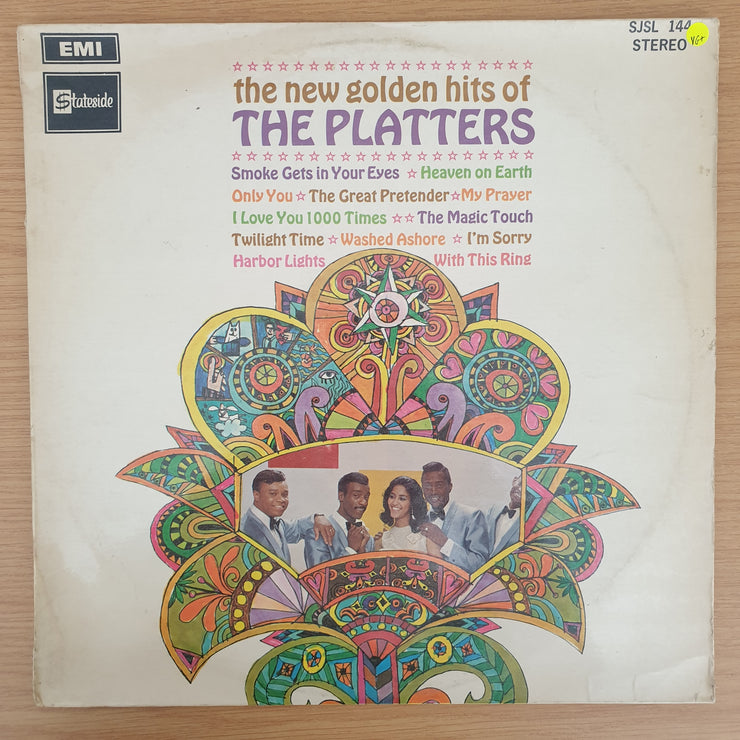 EMI
Stateside
SJSL 144
STEREO
VG+
the new golden hits of
THE PLATTERS
Smoke Gets in Your Eyes ☆ Heaven on Earth
Only You ☆ The Great Pretender ☆ My Prayer
I Love You 1000 Times ☆☆ The Magic Touch
Twilight Time ☆ Washed Ashore ☆ I'm Sorry
Harbor Lights With This Ring